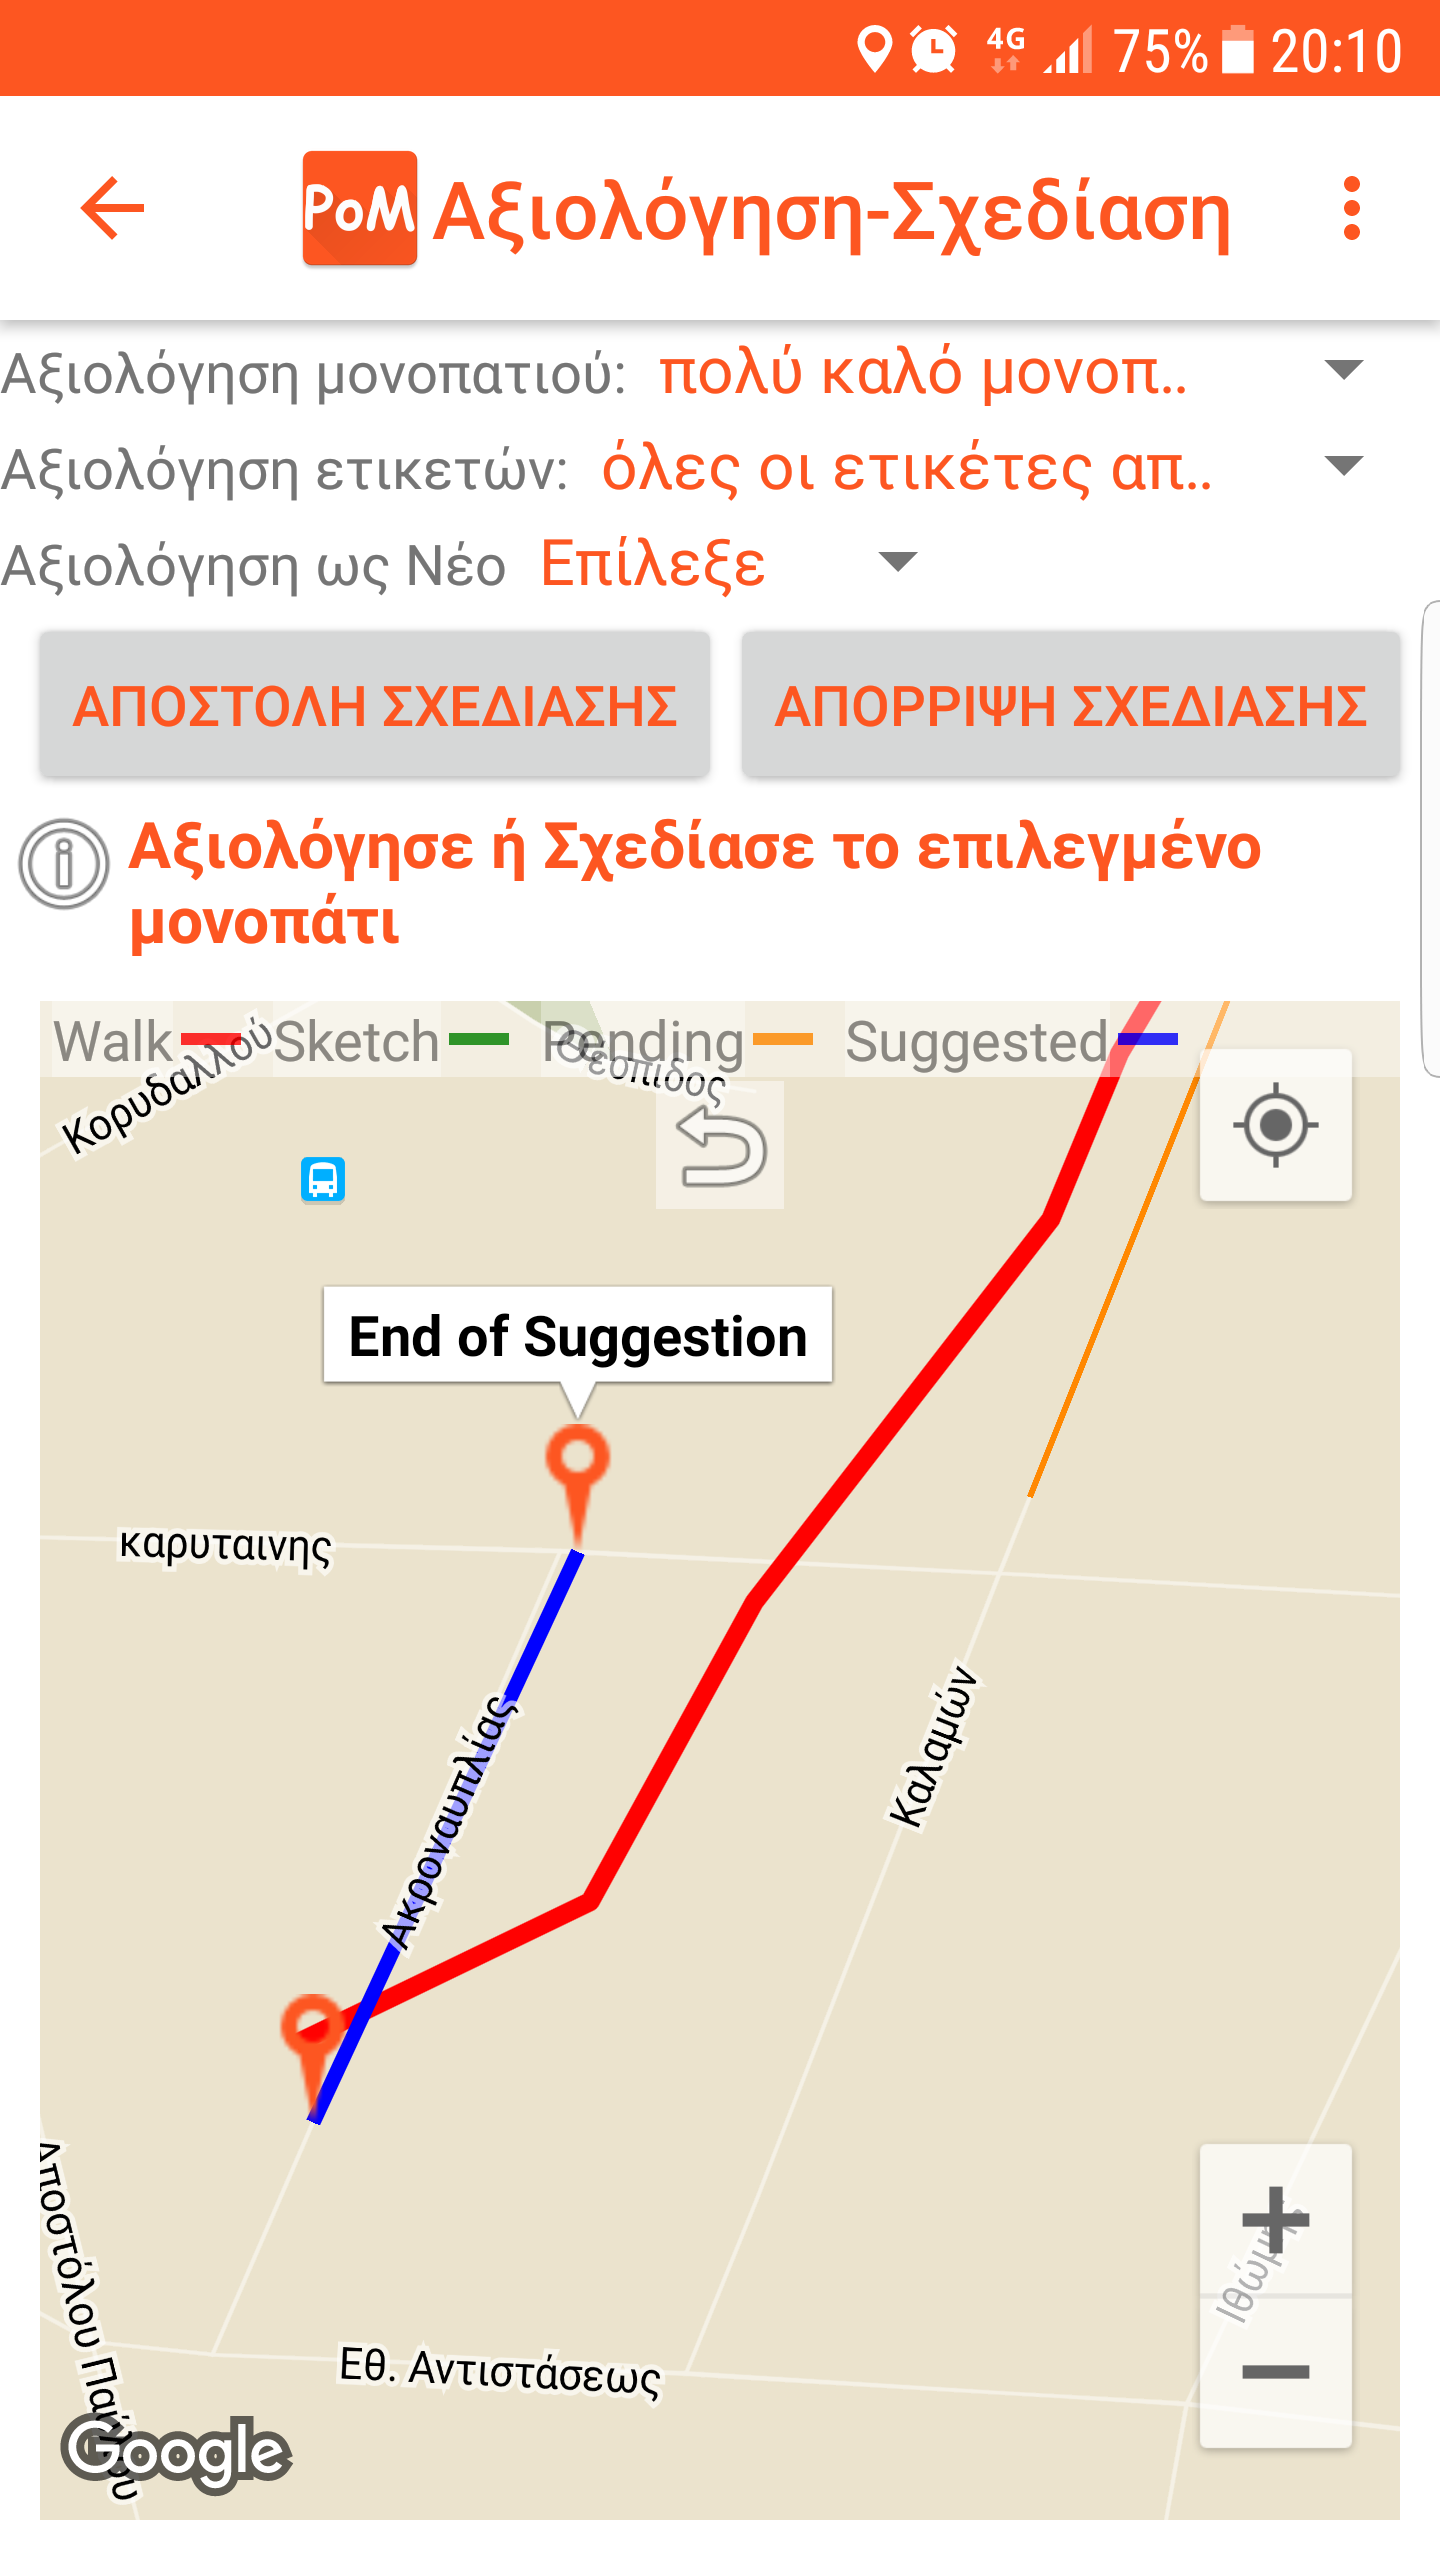 4G 75% 20:10
PoM Αξιολόγηση-Σχεδίαση
Αξιολόγηση μονοπατιού: πολύ καλό μονοπ..
Αξιολόγηση ετικετών: όλες οι ετικέτες απ..
Αξιολόγηση ως Νέο Επίλεξε
ΑΠΟΣΤΟΛΗ ΣΧΕΔΙΑΣΗΣ ΑΠΟΡΡΙΨΗ ΣΧΕΔΙΑΣΗΣ
Αξιολόγησε ή Σχεδίασε το επιλεγμένο
μονοπάτι
Walk Sketch Pending Suggested
Κορυδαλλού
Θέσπιδος
End of Suggestion
καρυταινης
Ακροναυπλίας
Καλαμών
Αποστόλου Παύλου
Ιθώμης
Εθ. Αντιστάσεως
Google